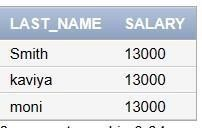 LAST_NAME SALARY
Smith 13000
kaviya 13000
moni 13000